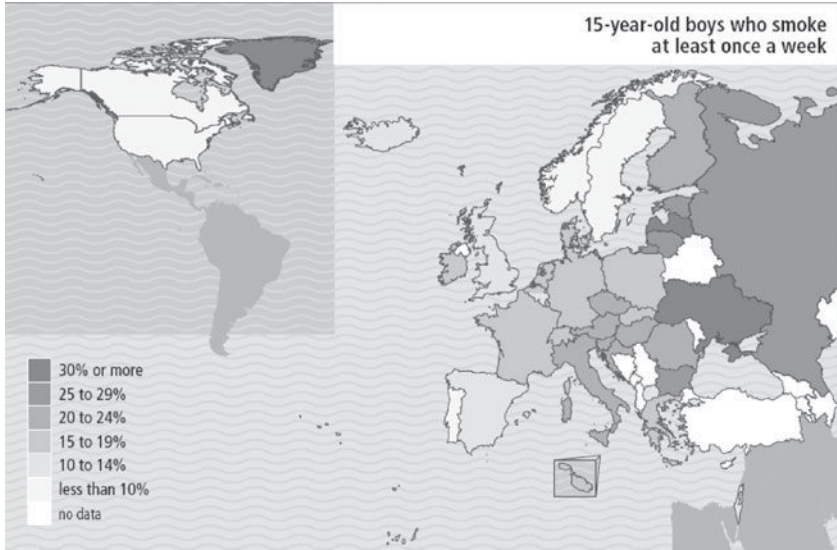 15-year-old boys who smoke
at least once a week
30% or more
25 to 29%
20 to 24%
15 to 19%
10 to 14%
less than 10%
no data